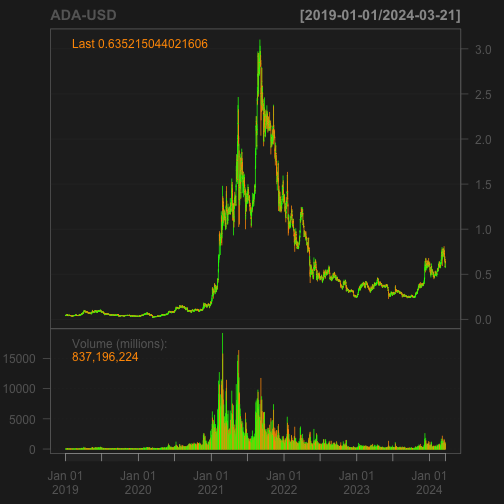 ADA-USD [2019-01-01/2024-03-21]
Last 0.635215044021606
3.0
2.5
2.0
1.5
1.0
0.5
0.0
Volume (millions):
837,196,224
15000
10000
5000
0
Jan 01 Jan 01 Jan 01 Jan 01 Jan 01 Jan 01
2019 2020 2021 2022 2023 2024